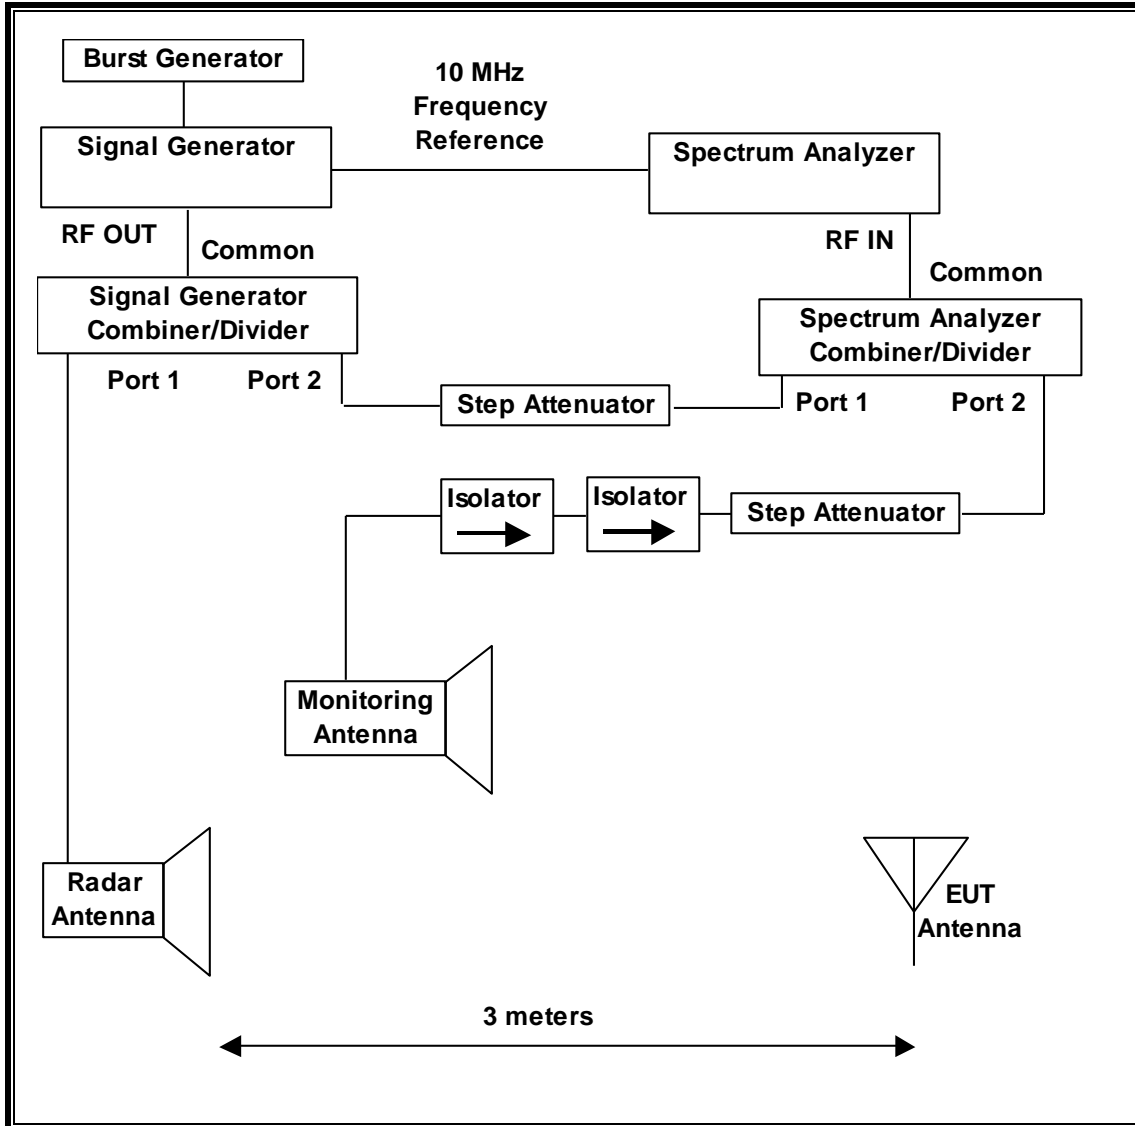 Burst Generator
10 MHz
Frequency
Reference
Signal Generator
Spectrum Analyzer
RF OUT
Common
RF IN
Common
Signal Generator
Combiner/Divider
Spectrum Analyzer
Combiner/Divider
Port 1
Port 2
Step Attenuator
Port 1
Port 2
Isolator
Isolator
Step Attenuator
Monitoring
Antenna
Radar
Antenna
EUT
Antenna
3 meters